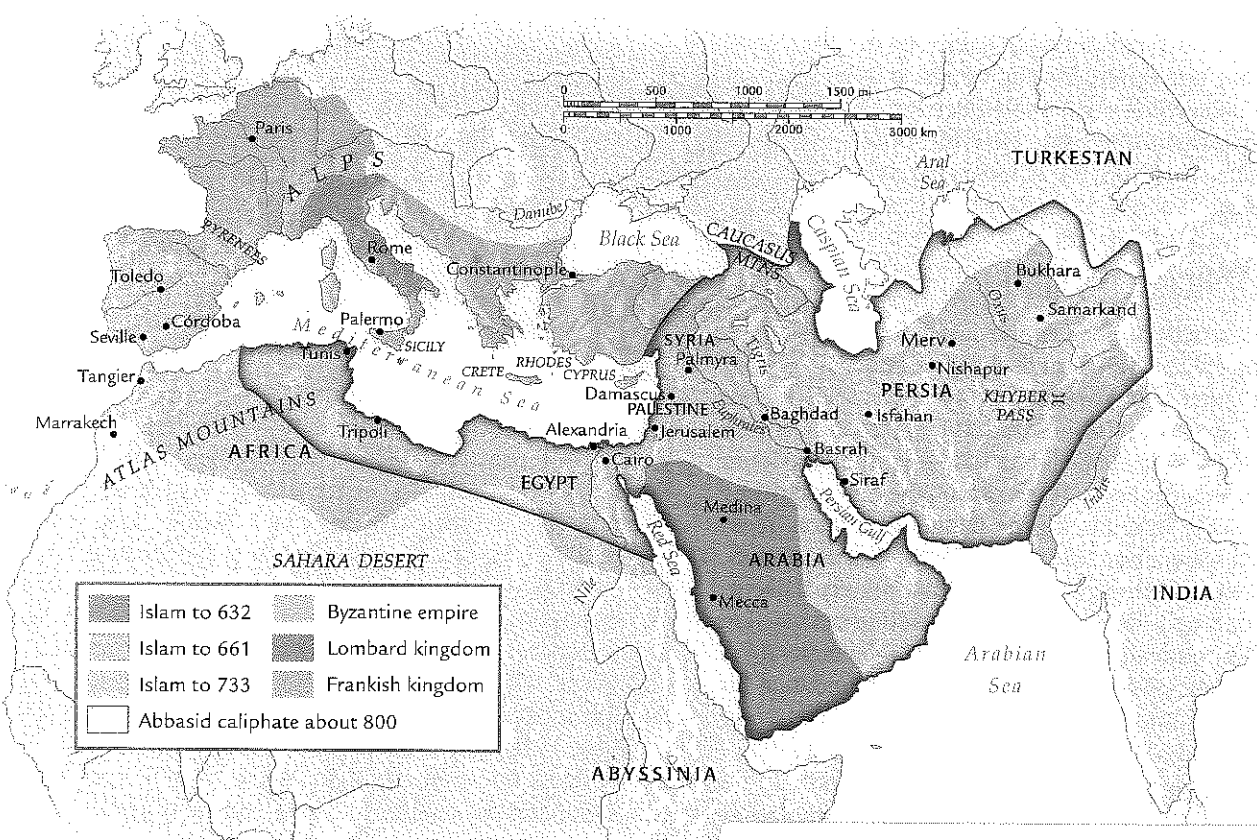 0 500 1000 1500 mi
0 1000 2000 3000 km
Paris
ALPS
PYRENEES
Danube
Black Sea
CAUCASUS
MTNS.
Caspian Sea
Aral
Sea
TURKESTAN
Rome
Constantinople
Toledo
Córdoba
Seville
Tangier
Marrakech
Palermo
SICILY
Tunis
Mediterranean Sea
CRETE
RHODES
CYPRUS
SYRIA
Palmyra
Tigris
Damascus
PALESTINE
Jerusalem
Euphrates
Baghdad
Bukhara
Oxus
Samarkand
Merv
Nishapur
PERSIA
Isfahan
KHYBER
PASS
ATLAS MOUNTAINS
AFRICA
Tripoli
Alexandria
Cairo
EGYPT
Basrah
Siraf
Persian Gulf
Indus
Medina
Red Sea
ARABIA
Mecca
SAHARA DESERT
Nile
INDIA
Arabian
Sea
ABYSSINIA
Islam to 632
Islam to 661
Islam to 733
Abbasid caliphate about 800
Byzantine empire
Lombard kingdom
Frankish kingdom